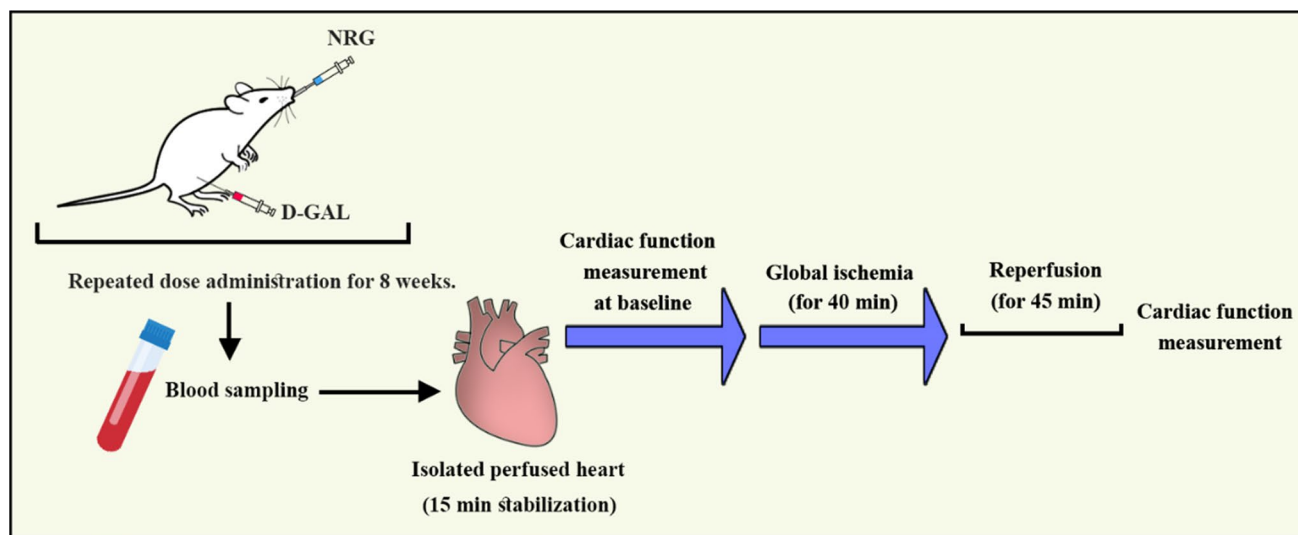 NRG
D-GAL
Repeated dose administration for 8 weeks.
Blood sampling
Isolated perfused heart
(15 min stabilization)
Cardiac function
measurement
at baseline
Global ischemia
(for 40 min)
Reperfusion
(for 45 min)
Cardiac function
measurement